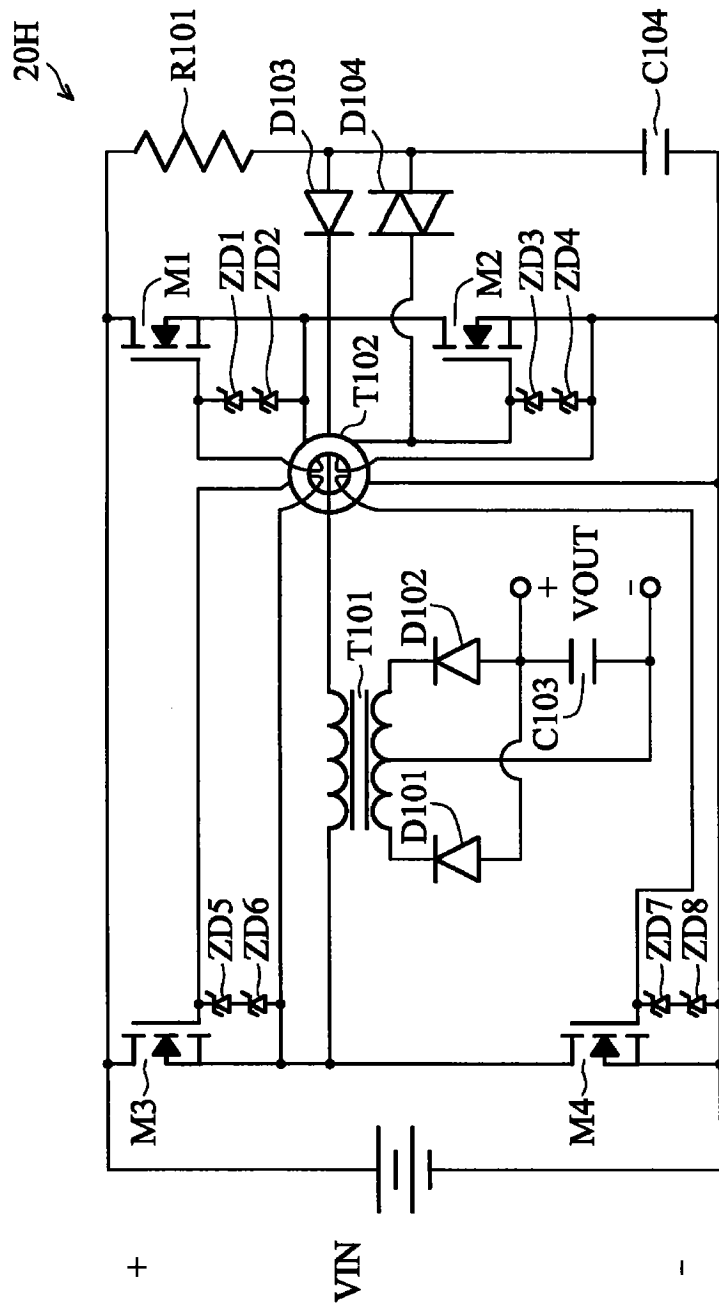 20H
R101
D103
D104
C104
M1
ZD1
ZD2
M2
ZD3
ZD4
T102
T101
D102
D101
+
VOUT
−
C103
M3
ZD5
ZD6
M4
ZD7
ZD8
+
VIN
−